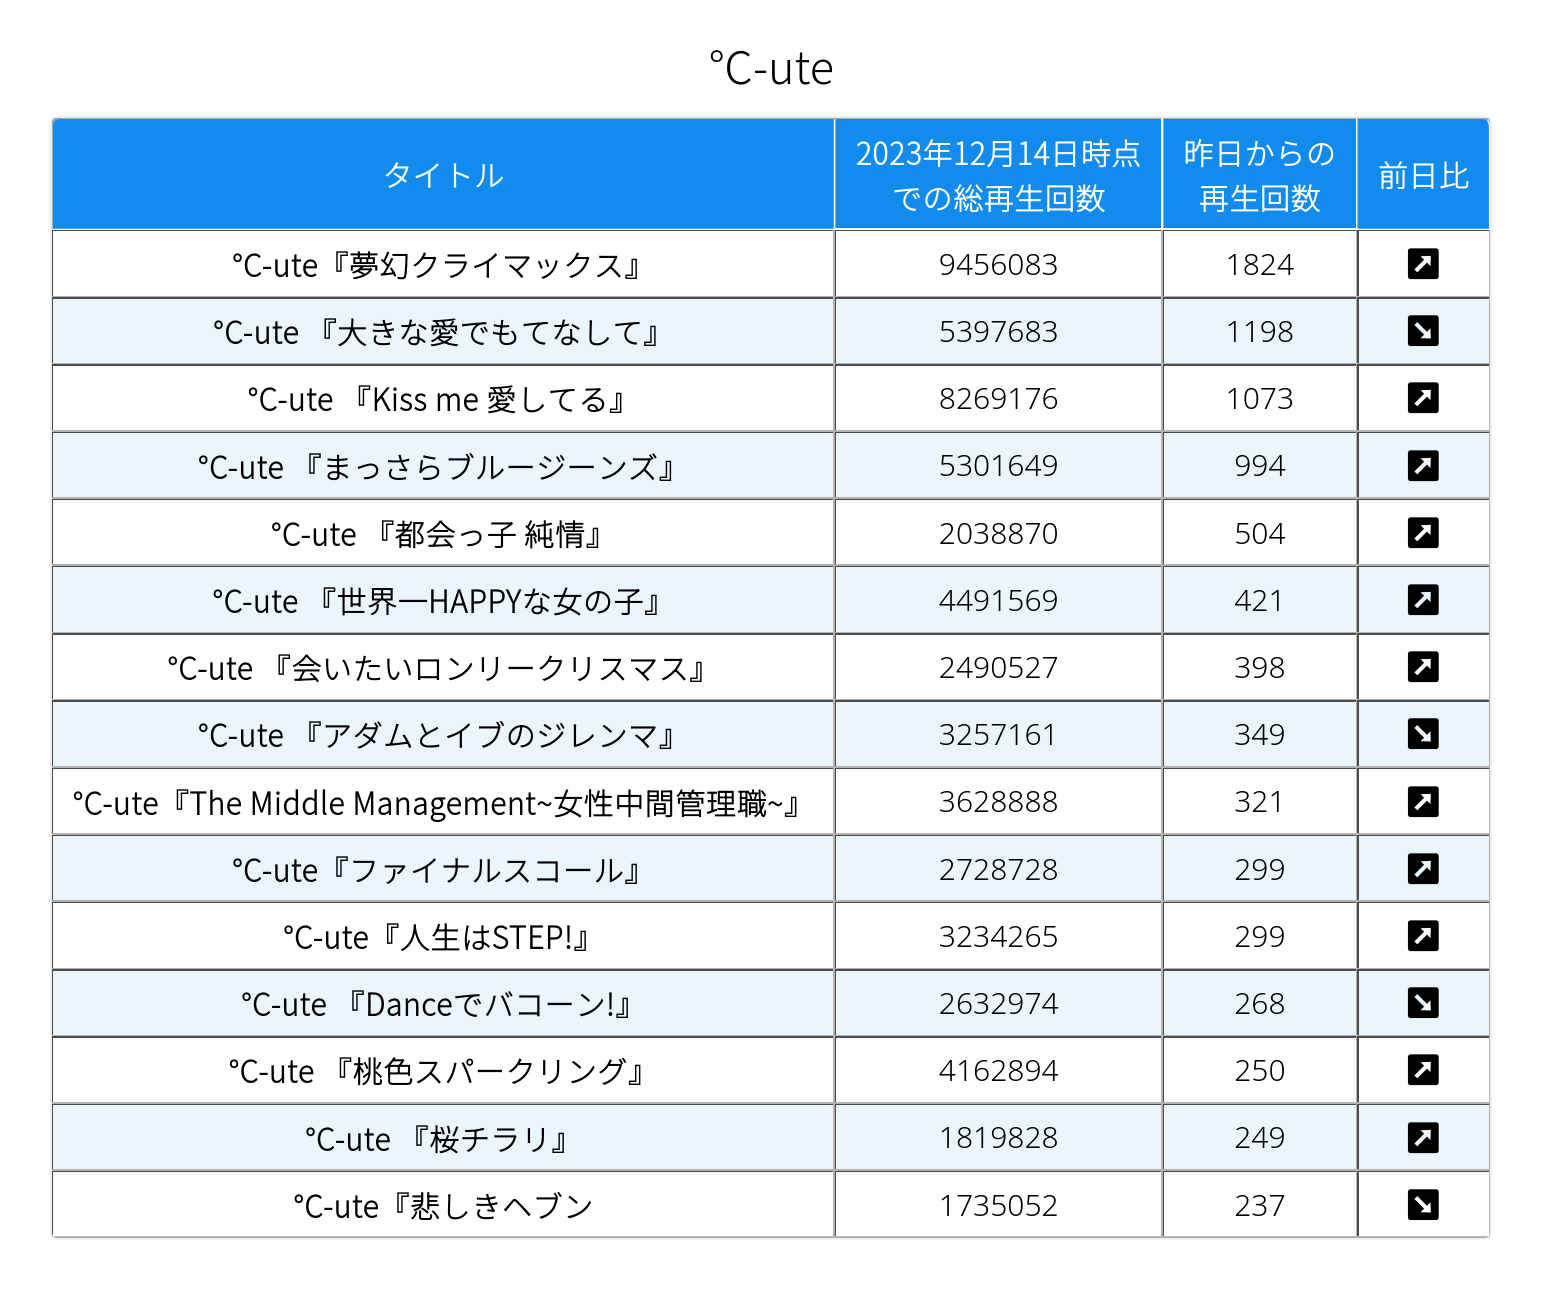 ℃-ute
タイトル
2023年12月14日時点
での総再生回数
昨日からの
再生回数
前日比
℃-ute『夢幻クライマックス』 9456083 1824 ↗
℃-ute 『大きな愛でもてなして』 5397683 1198 ↘
℃-ute 『Kiss me 愛してる』 8269176 1073 ↗
℃-ute 『まっさらブルージーンズ』 5301649 994 ↗
℃-ute 『都会っ子 純情』 2038870 504 ↗
℃-ute 『世界一HAPPYな女の子』 4491569 421 ↗
℃-ute 『会いたいロンリークリスマス』 2490527 398 ↗
℃-ute 『アダムとイブのジレンマ』 3257161 349 ↘
℃-ute『The Middle Management~女性中間管理職~』 3628888 321 ↗
℃-ute『ファイナルスコール』 2728728 299 ↗
℃-ute『人生はSTEP!』 3234265 299 ↗
℃-ute 『Danceでバコーン!』 2632974 268 ↘
℃-ute 『桃色スパークリング』 4162894 250 ↗
℃-ute 『桜チラリ』 1819828 249 ↗
℃-ute『悲しきヘブン 1735052 237 ↘